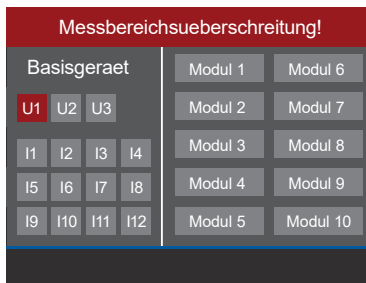 Messbereichsueberschreitung!
Basisgeraet
U1 U2 U3
I1 I2 I3 I4
I5 I6 I7 I8
I9 I10 I11 I12
Modul 1 Modul 6
Modul 2 Modul 7
Modul 3 Modul 8
Modul 4 Modul 9
Modul 5 Modul 10